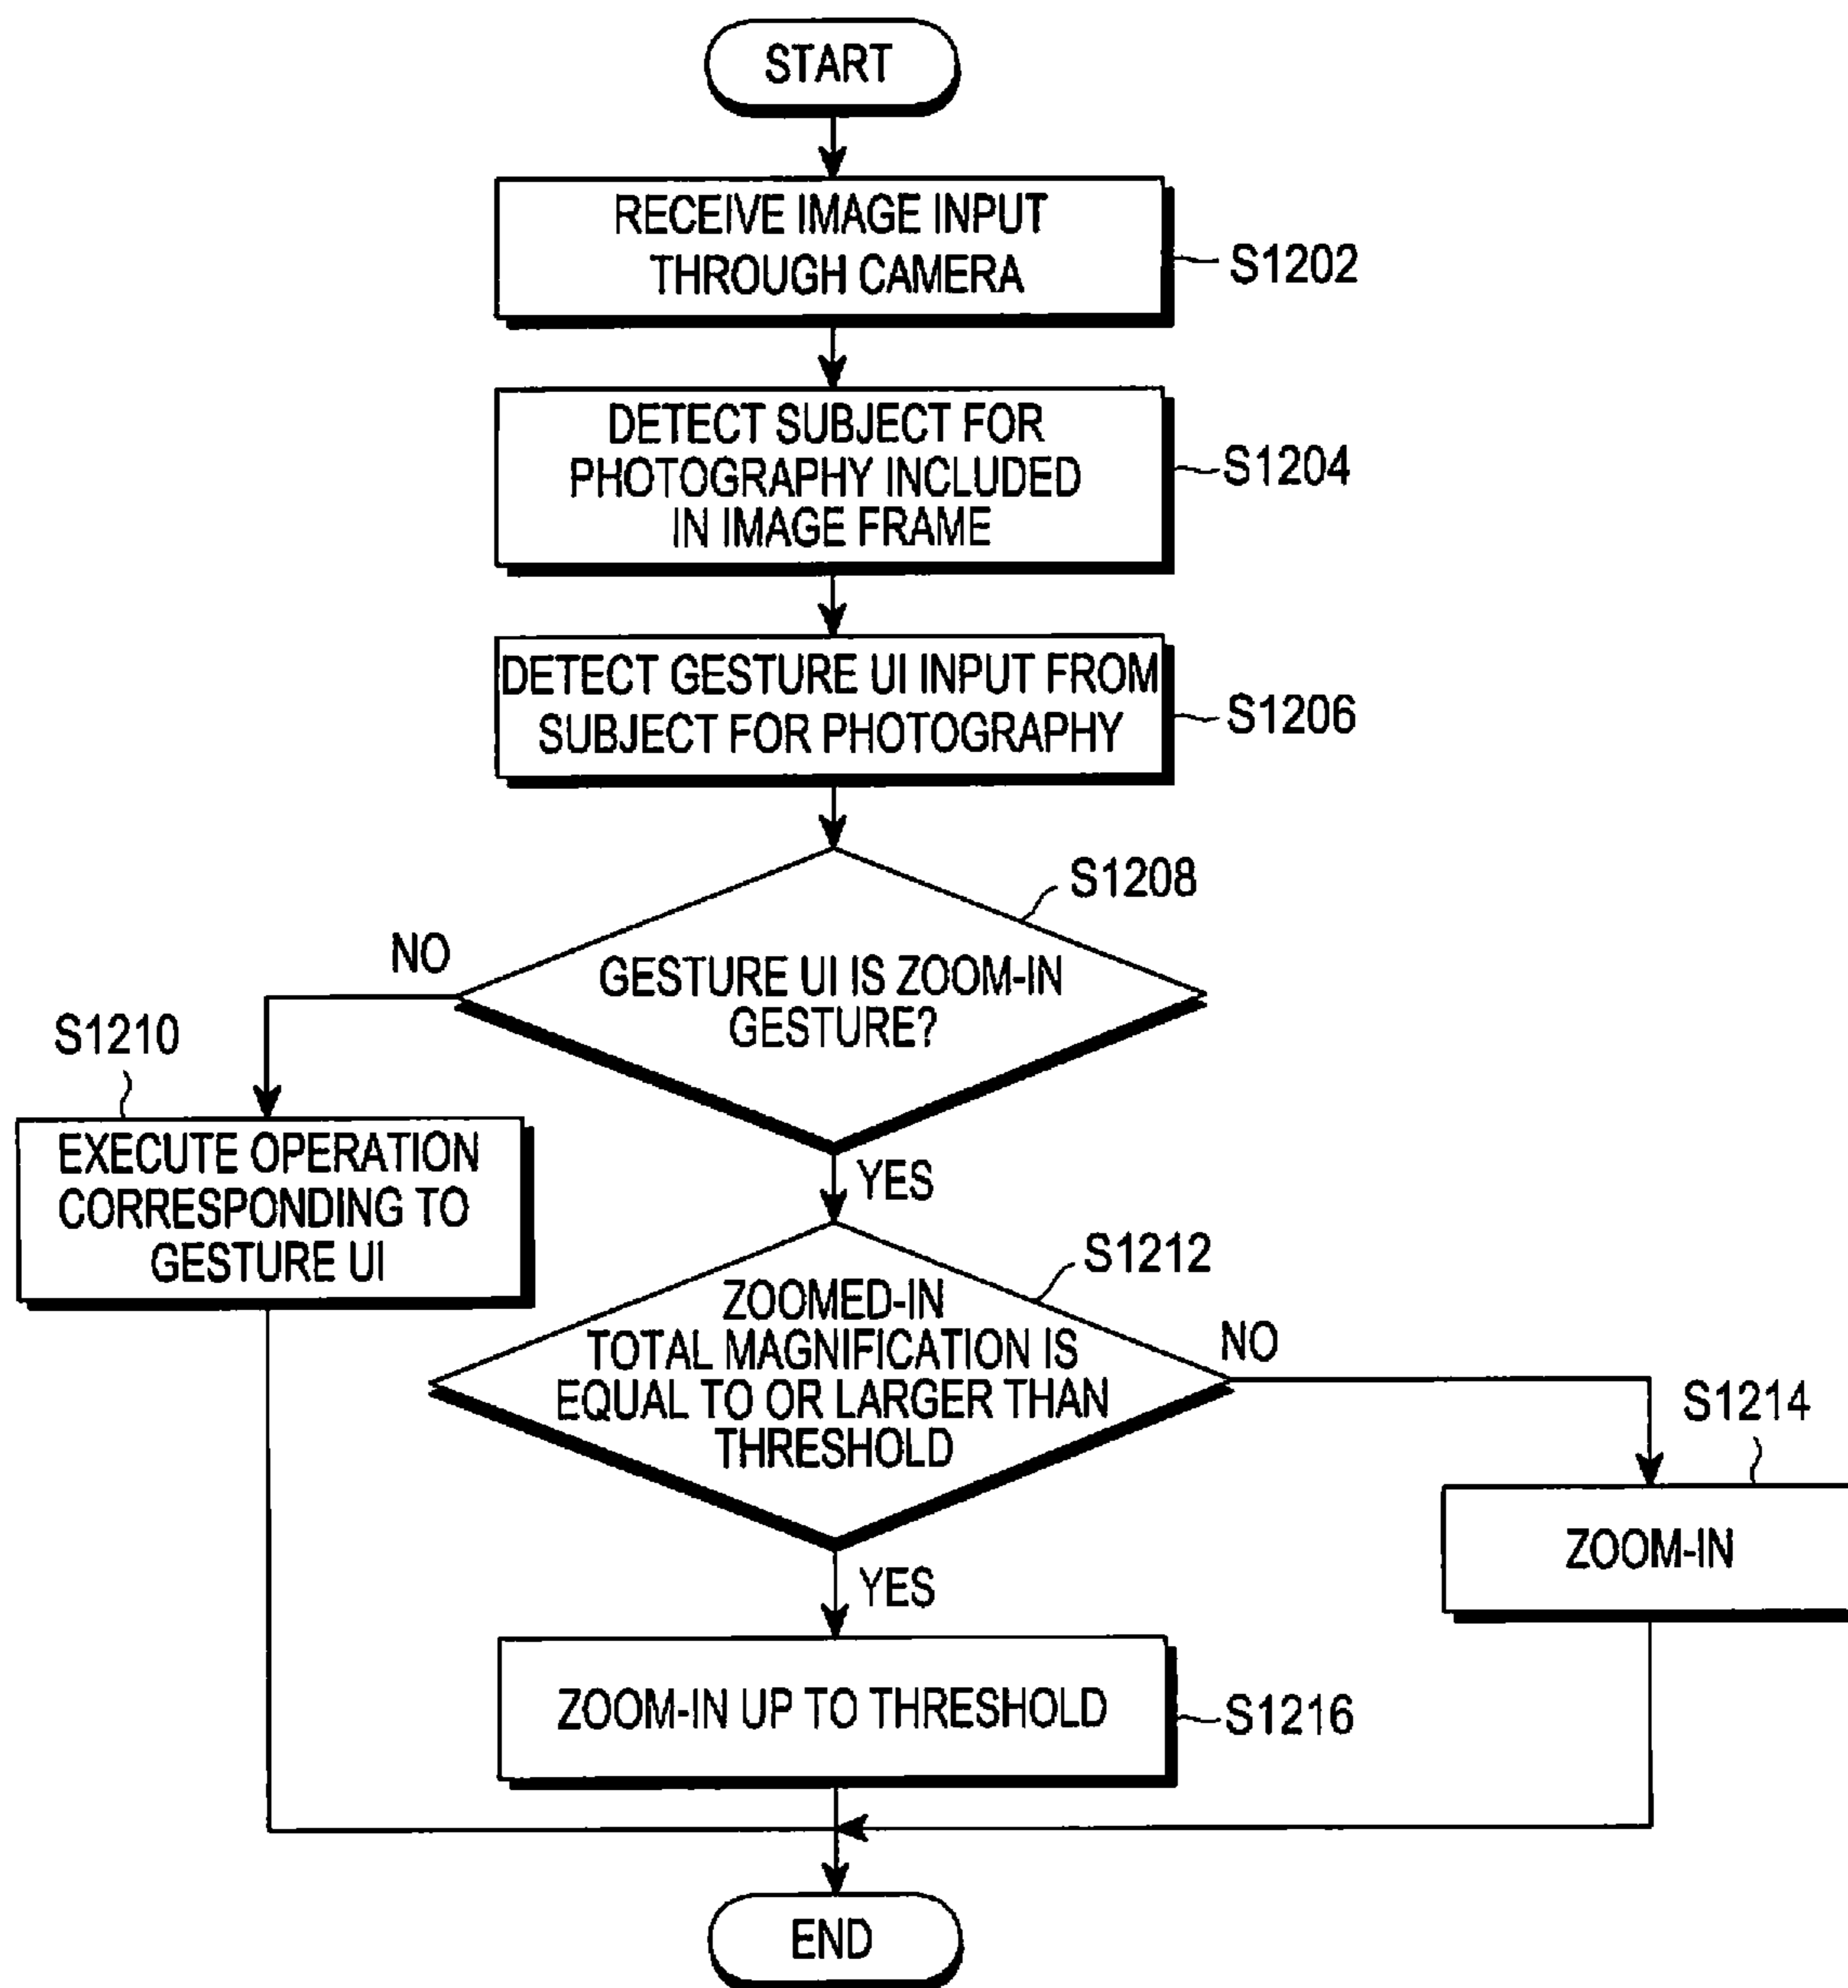 START
RECEIVE IMAGE INPUT
THROUGH CAMERA
S1202
DETECT SUBJECT FOR
PHOTOGRAPHY INCLUDED
IN IMAGE FRAME
S1204
DETECT GESTURE UI INPUT FROM
SUBJECT FOR PHOTOGRAPHY
S1206
S1208
NO
GESTURE UI IS ZOOM-IN
GESTURE?
S1210
EXECUTE OPERATION
CORRESPONDING TO
GESTURE UI
YES
S1212
ZOOMED-IN
TOTAL MAGNIFICATION IS
EQUAL TO OR LARGER THAN
THRESHOLD
NO
S1214
ZOOM-IN
YES
ZOOM-IN UP TO THRESHOLD
S1216
END